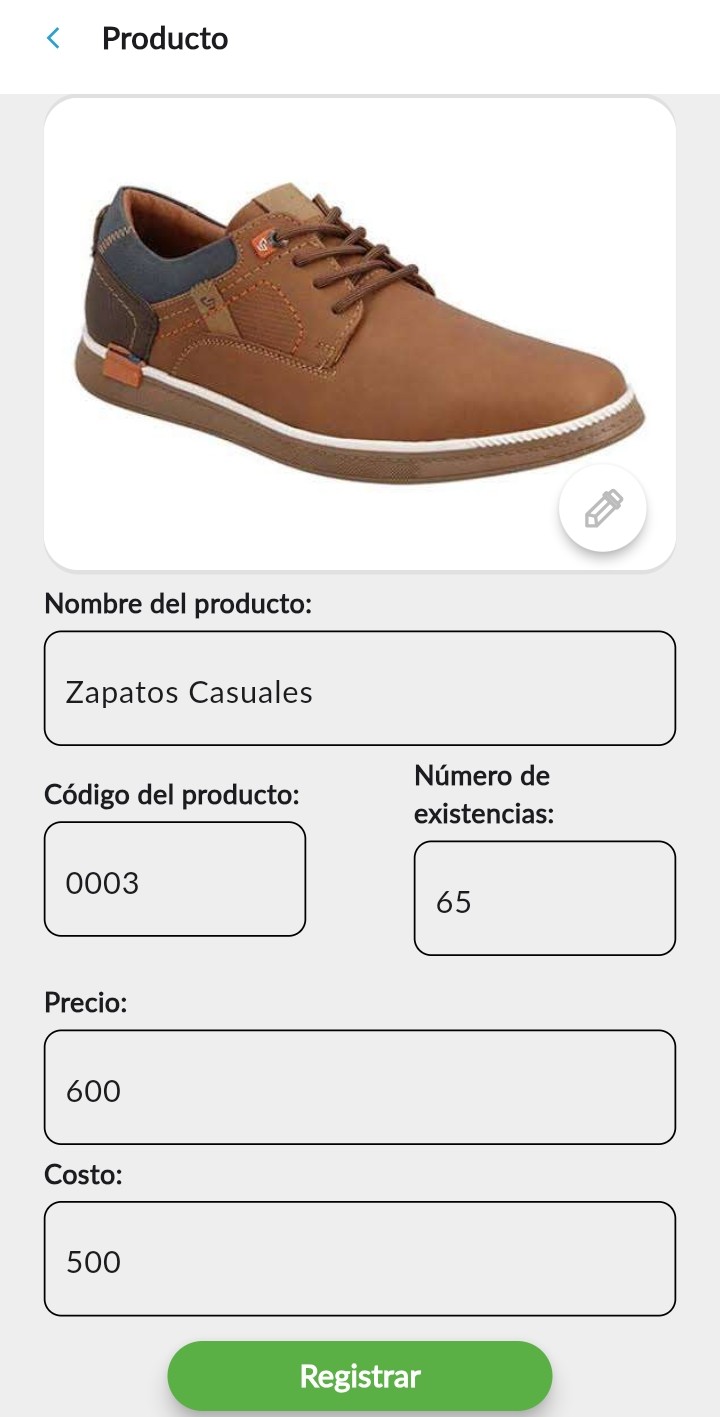 Producto
Nombre del producto:
Zapatos Casuales
Código del producto:
0003
Número de
existencias:
65
Precio:
600
Costo:
500
Registrar